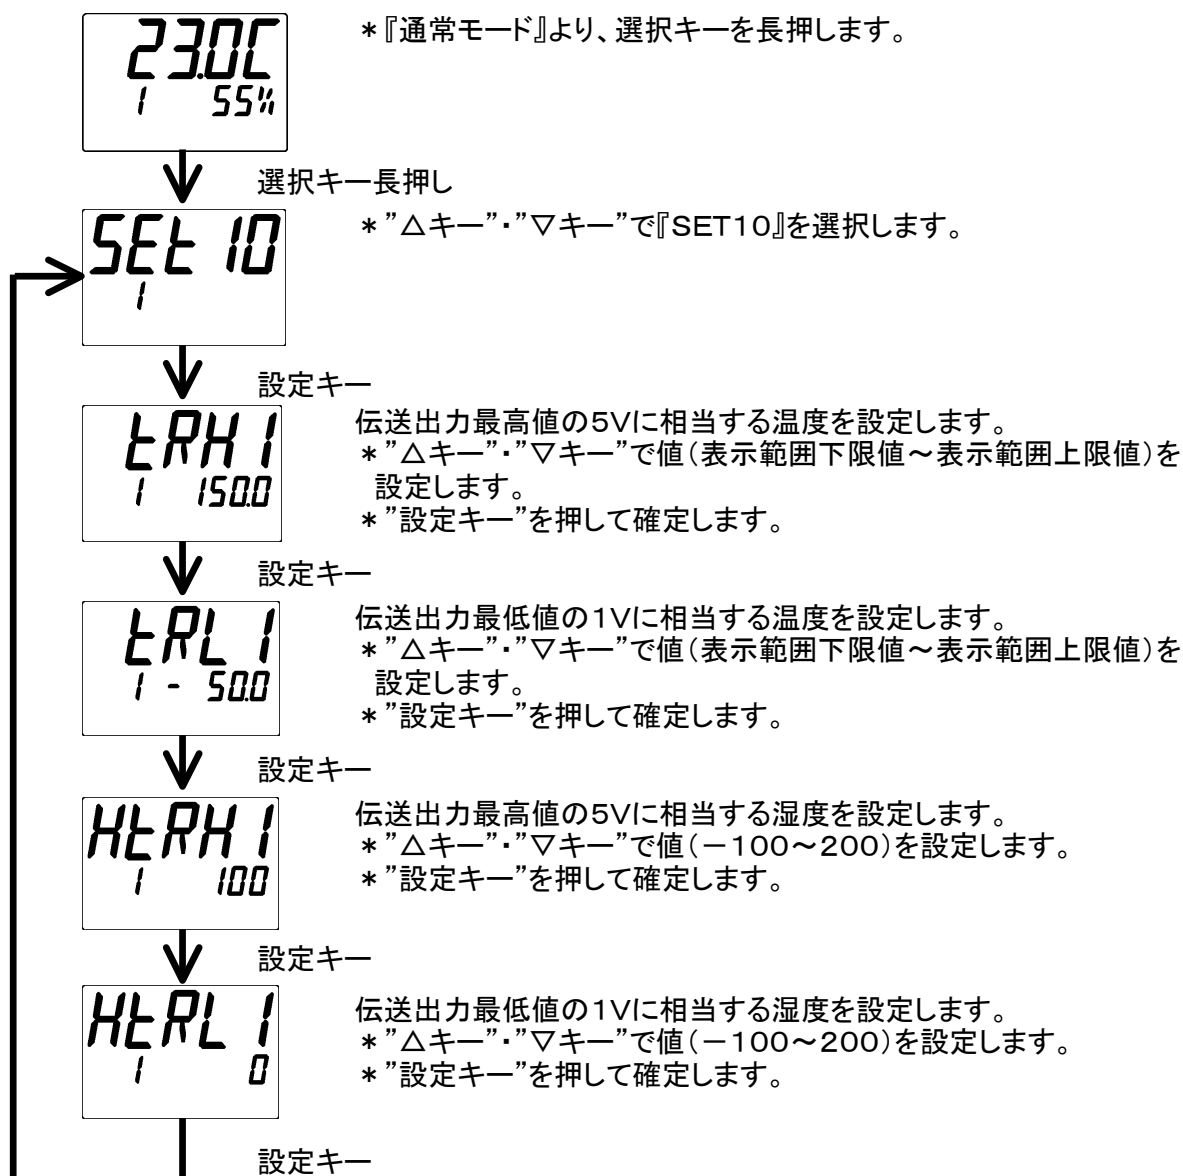 23.0C
*『通常モード』より、選択キーを長押します。
1 55%
選択キー長押し
SEt 10
*”△キー”・”▽キー”で『SET10』を選択します。
1
設定キー
tRH1
伝送出力最高値の5Vに相当する温度を設定します。
*”△キー”・”▽キー”で値(表示範囲下限値～表示範囲上限値)を
1 150.0
設定します。
*”設定キー”を押して確定します。
設定キー
tRL1
伝送出力最低値の1Vに相当する温度を設定します。
*”△キー”・”▽キー”で値(表示範囲下限値～表示範囲上限値)を
1 - 50.0
設定します。
*”設定キー”を押して確定します。
設定キー
HtRH1
伝送出力最高値の5Vに相当する湿度を設定します。
*”△キー”・”▽キー”で値(－100～200)を設定します。
1 100
*”設定キー”を押して確定します。
設定キー
HtRL1
伝送出力最低値の1Vに相当する湿度を設定します。
*”△キー”・”▽キー”で値(－100～200)を設定します。
1 0
*”設定キー”を押して確定します。
設定キー